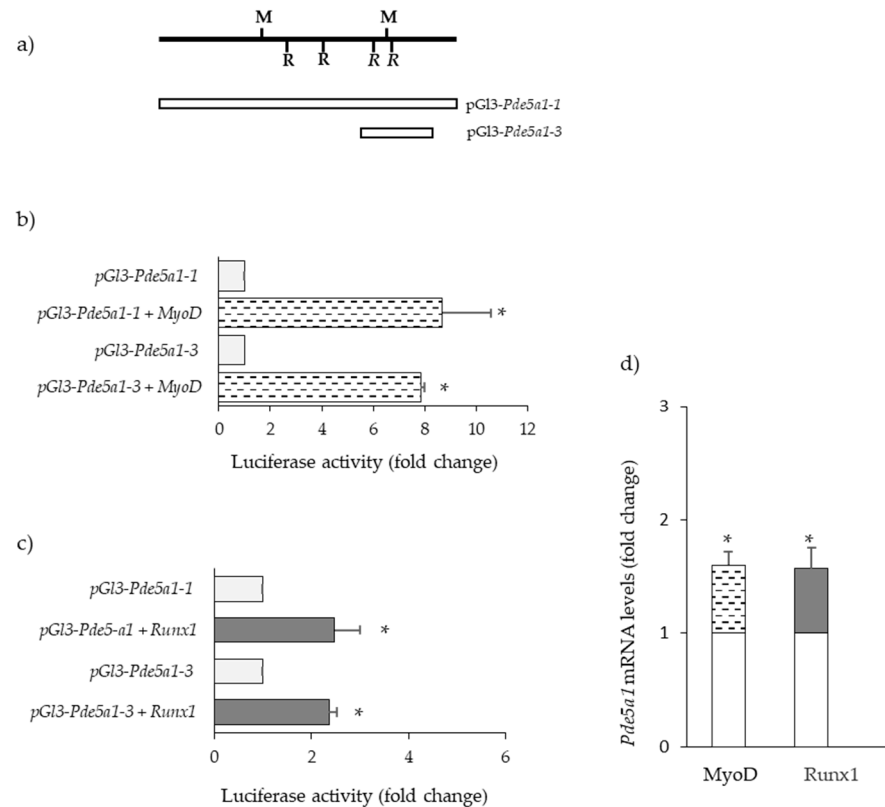 a)
M M
R R R R
pGl3-Pde5a1-1
pGl3-Pde5a1-3
b)
pGl3-Pde5a1-1
pGl3-Pde5a1-1 + MyoD *
pGl3-Pde5a1-3
pGl3-Pde5a1-3 + MyoD *
0 2 4 6 8 10 12
Luciferase activity (fold change)
c)
pGl3-Pde5a1-1
pGl3-Pde5-a1 + Runx1 *
pGl3-Pde5a1-3
pGl3-Pde5a1-3 + Runx1 *
0 2 4 6
Luciferase activity (fold change)
d)
Pde5a1 mRNA levels (fold change)
3
2
1
0
* *
MyoD Runx1